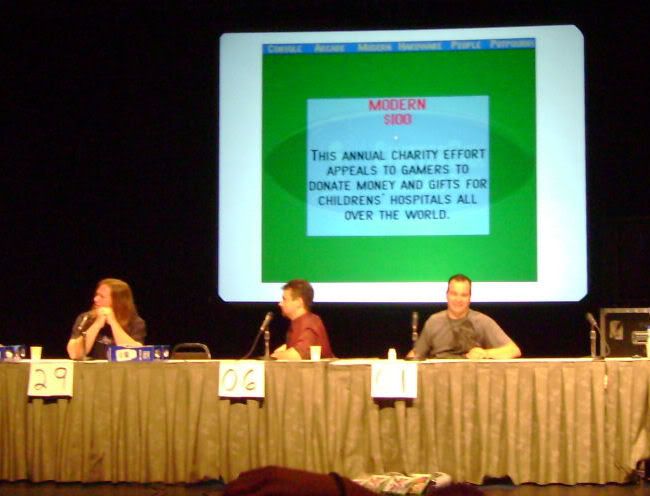 CONSOLE ARCADE MODERN HARDWARE PEOPLE POTPOURRI
MODERN
$100
THIS ANNUAL CHARITY EFFORT
APPEALS TO GAMERS TO
DONATE MONEY AND GIFTS FOR
CHILDRENS' HOSPITALS ALL
OVER THE WORLD.
29
06
11